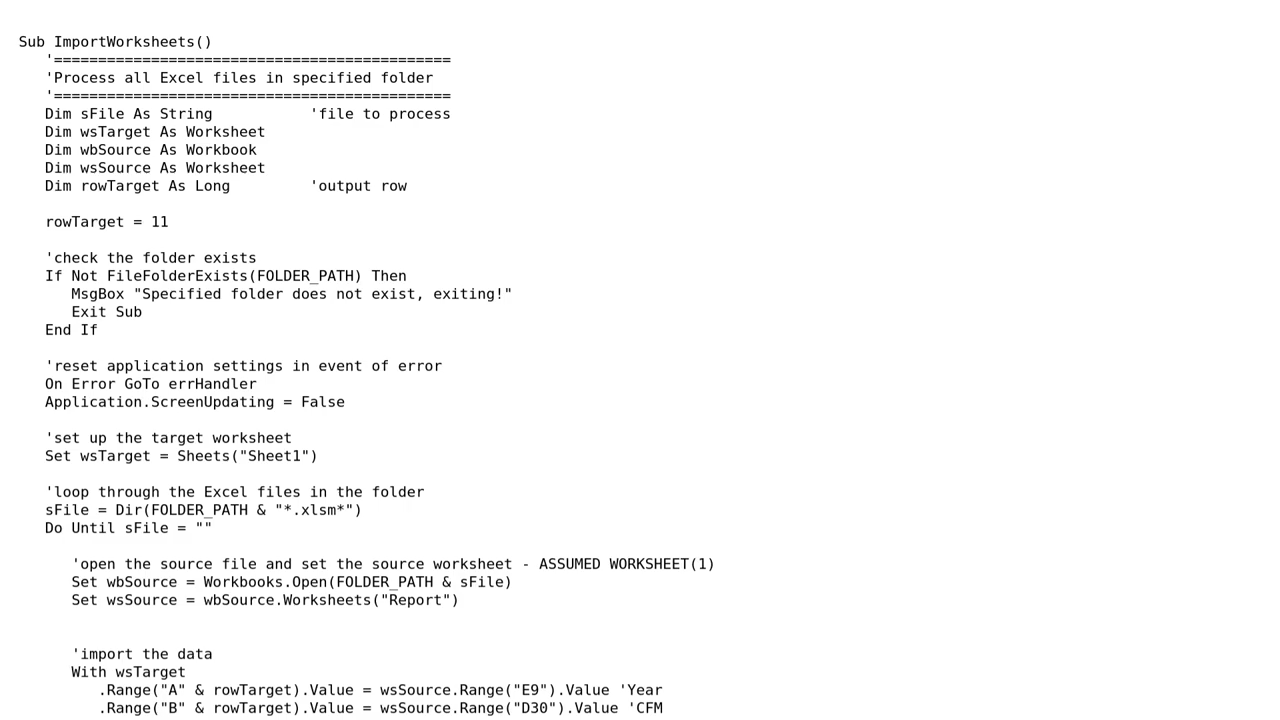 Sub ImportWorksheets()
'=============================================
'Process all Excel files in specified folder
'=============================================
Dim sFile As String           'file to process
Dim wsTarget As Worksheet
Dim wbSource As Workbook
Dim wsSource As Worksheet
Dim rowTarget As Long         'output row
rowTarget = 11
'check the folder exists
If Not FileFolderExists(FOLDER_PATH) Then
MsgBox "Specified folder does not exist, exiting!"
Exit Sub
End If
'reset application settings in event of error
On Error GoTo errHandler
Application.ScreenUpdating = False
'set up the target worksheet
Set wsTarget = Sheets("Sheet1")
'loop through the Excel files in the folder
sFile = Dir(FOLDER_PATH & "*.xlsm*")
Do Until sFile = ""
'open the source file and set the source worksheet - ASSUMED WORKSHEET(1)
Set wbSource = Workbooks.Open(FOLDER_PATH & sFile)
Set wsSource = wbSource.Worksheets("Report")
'import the data
With wsTarget
.Range("A" & rowTarget).Value = wsSource.Range("E9").Value 'Year
.Range("B" & rowTarget).Value = wsSource.Range("D30").Value 'CFM